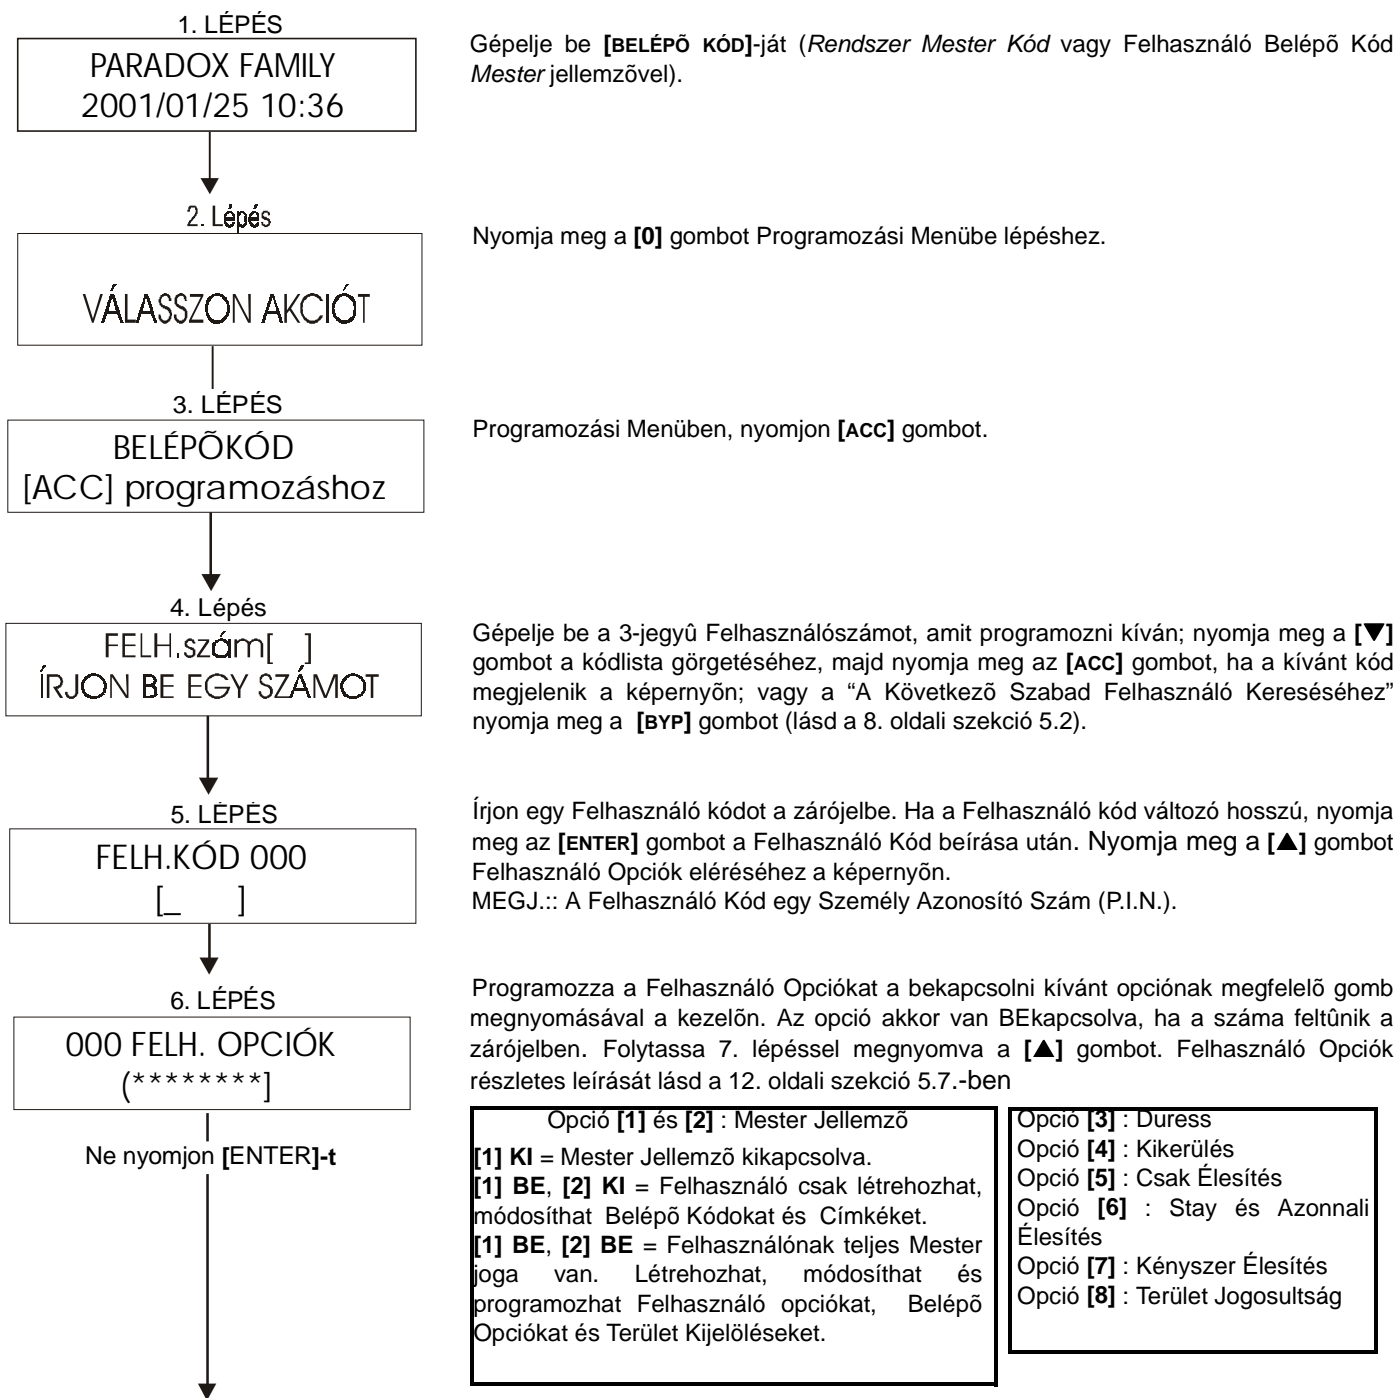 1. LÉPÉS
PARADOX FAMILY
2001/01/25 10:36
Gépelje be [BELÉPÕ KÓD]-ját (Rendszer Mester Kód vagy Felhasználó Belépõ Kód
Mester jellemzõvel).
2. Lépés
VÁLASSZON AKCIÓT
Nyomja meg a [0] gombot Programozási Menübe lépéshez.
3. LÉPÉS
BELÉPÕKÓD
[ACC] programozáshoz
Programozási Menüben, nyomjon [ACC] gombot.
4. Lépés
FELH.szám[   ]
ÍRJON BE EGY SZÁMOT
Gépelje be a 3-jegyû Felhasználószámot, amit programozni kíván; nyomja meg a [▼]
gombot a kódlista görgetéséhez, majd nyomja meg az [ACC] gombot, ha a kívánt kód
megjelenik a képernyõn; vagy a “A Következõ Szabad Felhasználó Kereséséhez”
nyomja meg a [BYP] gombot (lásd a 8. oldali szekció 5.2).
5. LÉPÉS
FELH.KÓD 000
[_    ]
Írjon egy Felhasználó kódot a zárójelbe. Ha a Felhasználó kód változó hosszú, nyomja
meg az [ENTER] gombot a Felhasználó Kód beírása után. Nyomja meg a [▲] gombot
Felhasználó Opciók eléréséhez a képernyõn.
MEGJ.:: A Felhasználó Kód egy Személy Azonosító Szám (P.I.N.).
6. LÉPÉS
000 FELH. OPCIÓK
(********]
Ne nyomjon [ENTER]-t
Programozza a Felhasználó Opciókat a bekapcsolni kívánt opciónak megfelelõ gomb
megnyomásával a kezelõn. Az opció akkor van BEkapcsolva, ha a száma feltûnik a
zárójelben. Folytassa 7. lépéssel megnyomva a [▲] gombot. Felhasználó Opciók
részletes leírását lásd a 12. oldali szekció 5.7.-ben
Opció [1] és [2] : Mester Jellemzõ
[1] KI = Mester Jellemzõ kikapcsolva.
[1] BE, [2] KI = Felhasználó csak létrehozhat,
módosíthat Belépõ Kódokat és Címkéket.
[1] BE, [2] BE = Felhasználónak teljes Mester
joga van. Létrehozhat, módosíthat és
programozhat Felhasználó opciókat, Belépõ
Opciókat és Terület Kijelöléseket.
Opció [3] : Duress
Opció [4] : Kikerülés
Opció [5] : Csak Élesítés
Opció [6] : Stay és Azonnali
Élesítés
Opció [7] : Kényszer Élesítés
Opció [8] : Terület Jogosultság